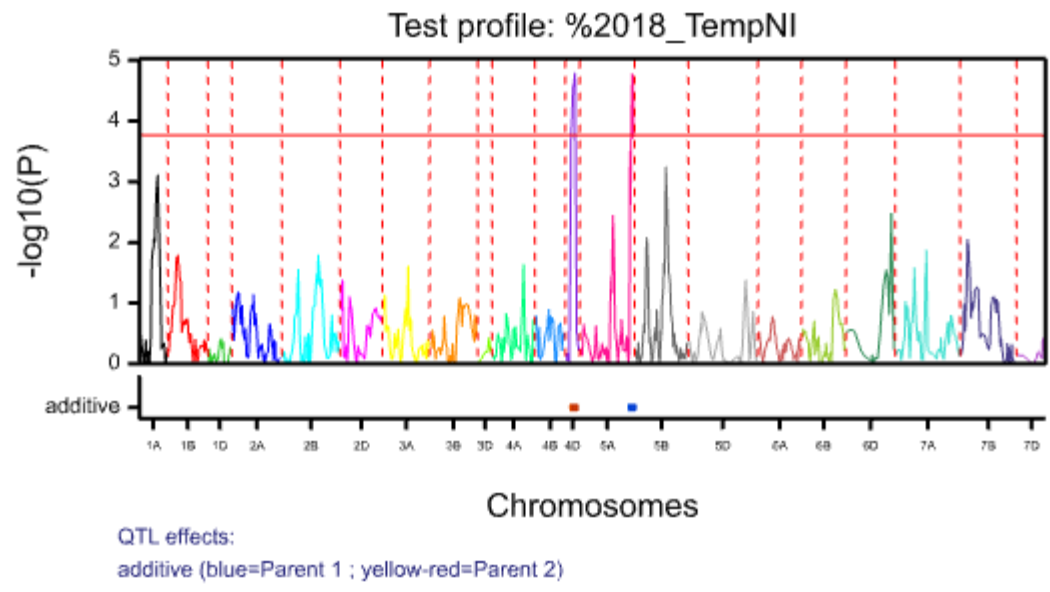 Test profile: %2018_TempNI
-log10(P)
5
4
3
2
1
0
additive
1A 1B 1D 2A 2B 2D 3A 3B 3D 4A 4B 4D 5A 5B 5D 6A 6B 6D 7A 7B 7D
Chromosomes
QTL effects:
additive (blue=Parent 1 ; yellow-red=Parent 2)